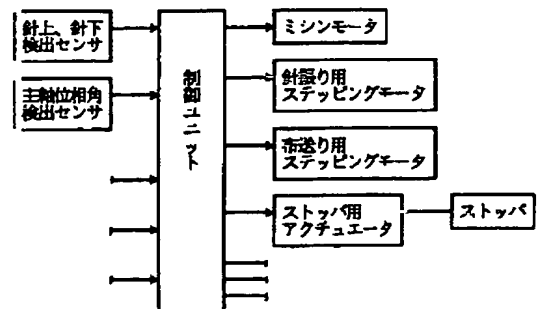 針上、針下
検出センサ
主軸位相角
検出センサ
制御ユニット
ミシンモータ
針振り用
ステッピングモータ
布送り用
ステッピングモータ
ストッパ用
アクチュエータ
ストッパ